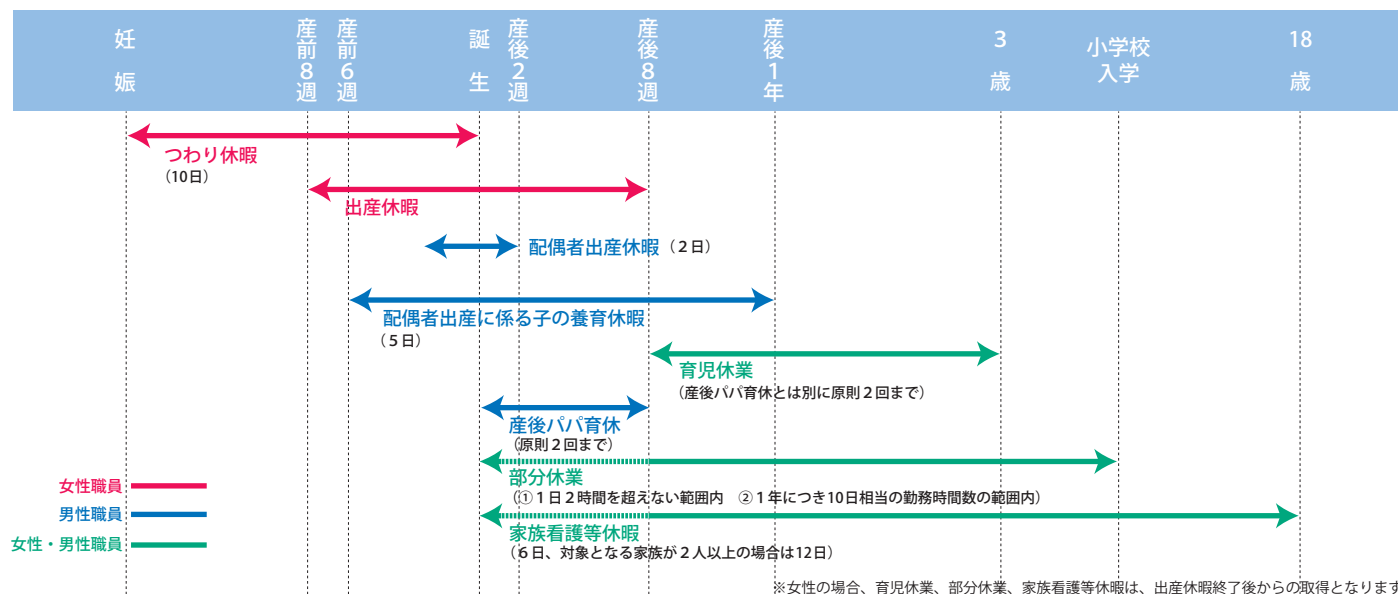 妊娠
産前8週
産前6週
誕生
産後2週
産後8週
産後1年
3歳
小学校
入学
18歳
つわり休暇
（10日）
出産休暇
配偶者出産休暇（２日）
配偶者出産に係る子の養育休暇
（５日）
育児休業
（産後パパ育休とは別に原則２回まで）
産後パパ育休
（原則２回まで）
部分休業
（①１日２時間を超えない範囲内　②１年につき10日相当の勤務時間数の範囲内）
家族看護等休暇
（６日、対象となる家族が２人以上の場合は12日）
女性職員
男性職員
女性・男性職員
※女性の場合、育児休業、部分休業、家族看護等休暇は、出産休暇終了後からの取得となります